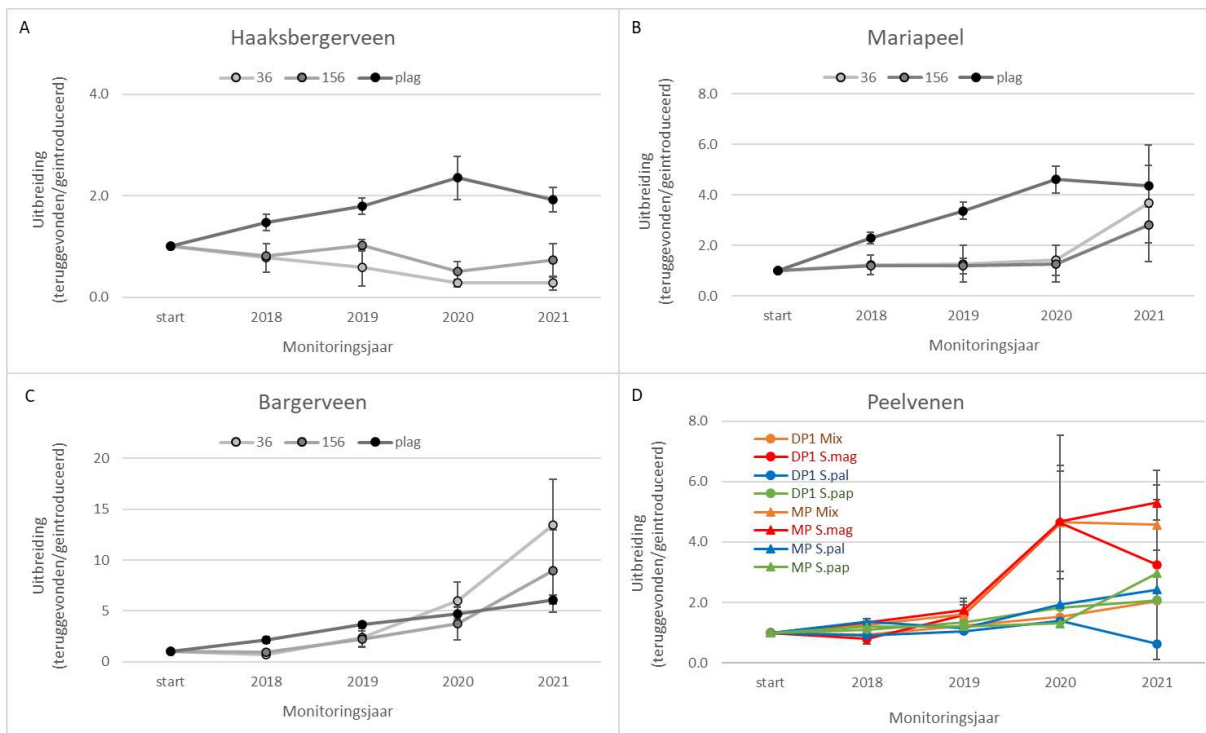 A
Haaksbergerveen
36 156 plag
Uitbreiding
(teruggevonden/geintroduceerd)
4.0
2.0
0.0
start 2018 2019 2020 2021
Monitoringsjaar
B
Mariapeel
36 156 plag
Uitbreiding
(teruggevonden/geintroduceerd)
8.0
6.0
4.0
2.0
0.0
start 2018 2019 2020 2021
Monitoringsjaar
C
Bargerveen
36 156 plag
Uitbreiding
(teruggevonden/geintroduceerd)
20
15
10
5
0
start 2018 2019 2020 2021
Monitoringsjaar
D
Peelvenen
Uitbreiding
(teruggevonden/geintroduceerd)
8.0
6.0
4.0
2.0
0.0
DP1 Mix
DP1 S.mag
DP1 S.pal
DP1 S.pap
MP Mix
MP S.mag
MP S.pal
MP S.pap
start 2018 2019 2020 2021
Monitoringsjaar